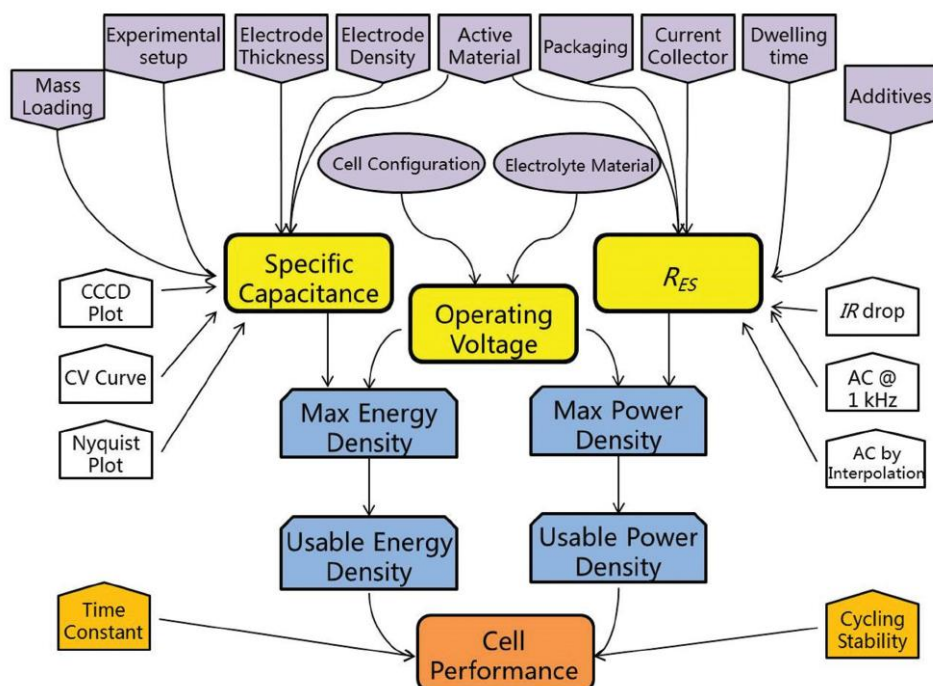 Experimental
setup
Electrode
Thickness
Electrode
Density
Active
Material
Packaging
Current
Collector
Dwelling
time
Mass
Loading
Additives
Cell Configuration
Electrolyte Material
Specific
Capacitance
R_ES
CCCD
Plot
Operating
Voltage
IR drop
CV Curve
AC @
1 kHz
Max Energy
Density
Max Power
Density
Nyquist
Plot
AC by
Interpolation
Usable Energy
Density
Usable Power
Density
Time
Constant
Cell
Performance
Cycling
Stability